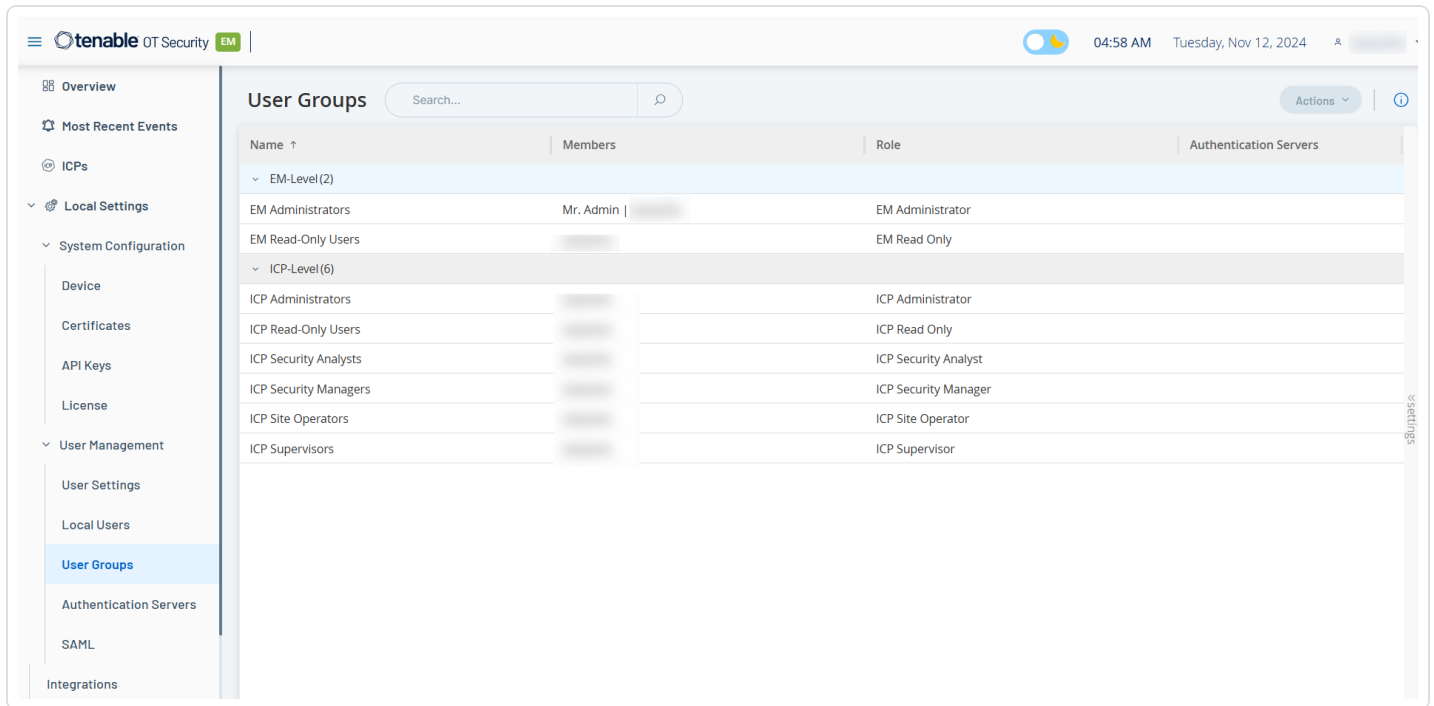 tenable OT Security EM
04:58 AM Tuesday, Nov 12, 2024
Overview
Most Recent Events
ICPs
Local Settings
System Configuration
Device
Certificates
API Keys
License
User Management
User Settings
Local Users
User Groups
Authentication Servers
SAML
Integrations
User Groups Search... Actions
Name ↑ Members Role Authentication Servers
EM-Level (2)
EM Administrators Mr. Admin | EM Administrator
EM Read-Only Users EM Read Only
ICP-Level (6)
ICP Administrators ICP Administrator
ICP Read-Only Users ICP Read Only
ICP Security Analysts ICP Security Analyst
ICP Security Managers ICP Security Manager
ICP Site Operators ICP Site Operator
ICP Supervisors ICP Supervisor
«settings